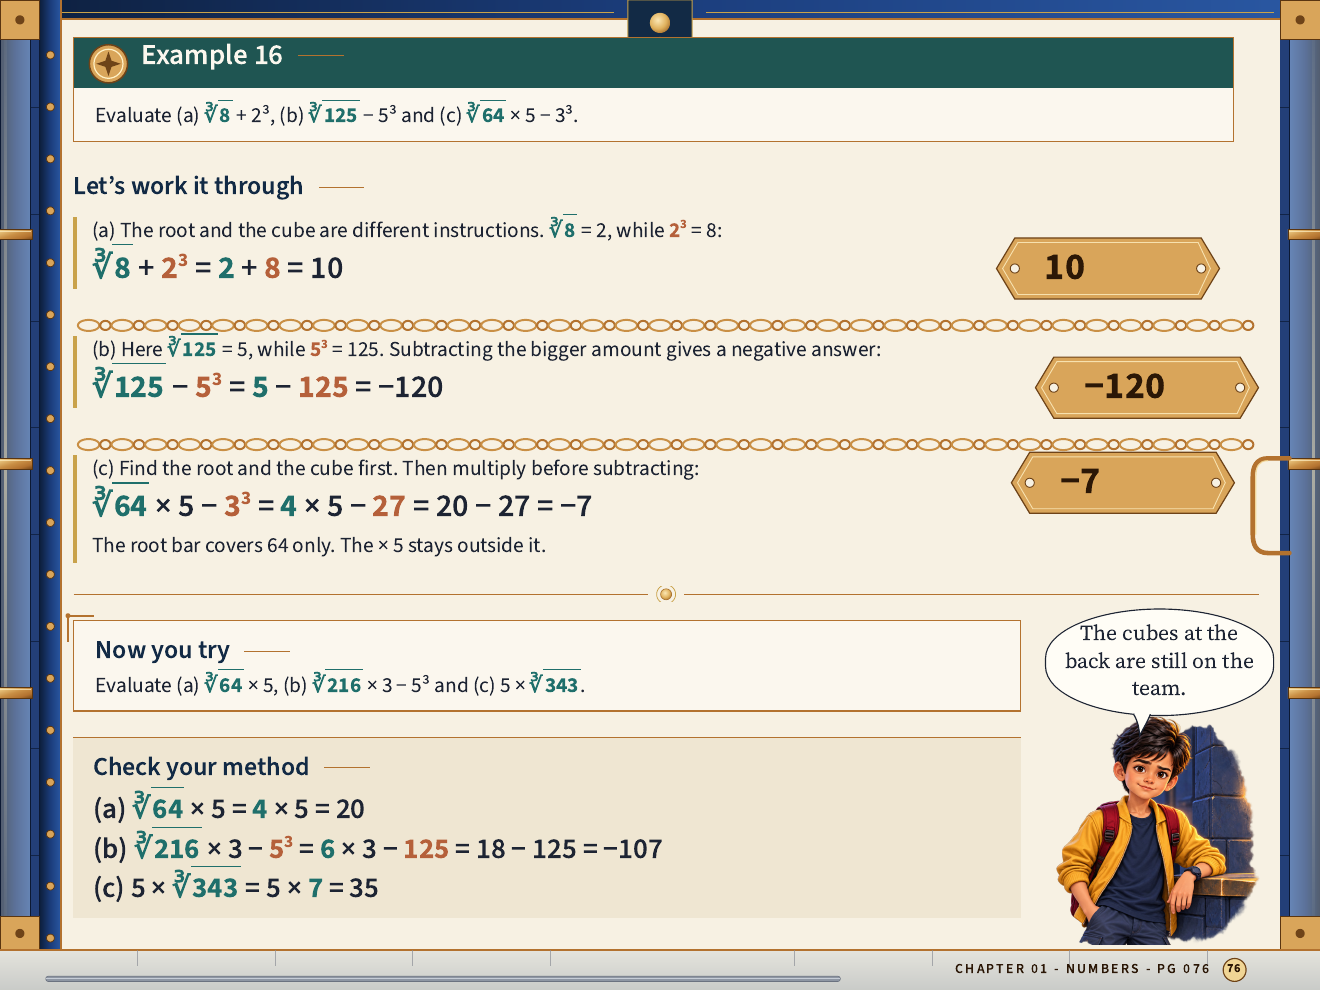 Example 16
Evaluate (a) ∛8 + 2³, (b) ∛125 − 5³ and (c) ∛64 × 5 − 3³.
Let’s work it through
(a) The root and the cube are different instructions. ∛8 = 2, while 2³ = 8:
∛8 + 2³ = 2 + 8 = 10
10
(b) Here ∛125 = 5, while 5³ = 125. Subtracting the bigger amount gives a negative answer:
∛125 − 5³ = 5 − 125 = −120
−120
(c) Find the root and the cube first. Then multiply before subtracting:
∛64 × 5 − 3³ = 4 × 5 − 27 = 20 − 27 = −7
−7
The root bar covers 64 only. The × 5 stays outside it.
Now you try
Evaluate (a) ∛64 × 5, (b) ∛216 × 3 − 5³ and (c) 5 × ∛343.
The cubes at the
back are still on the
team.
Check your method
(a) ∛64 × 5 = 4 × 5 = 20
(b) ∛216 × 3 − 5³ = 6 × 3 − 125 = 18 − 125 = −107
(c) 5 × ∛343 = 5 × 7 = 35
CHAPTER 01 - NUMBERS - PG 076 76